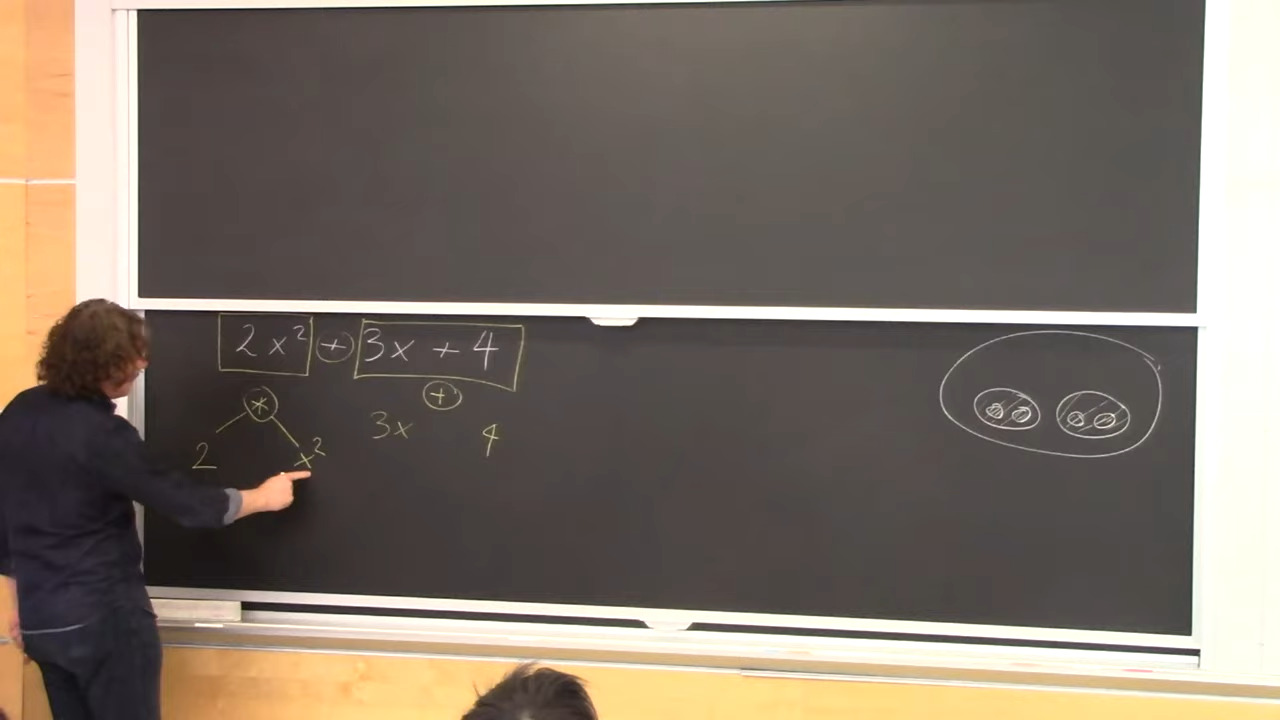 2x² + 3x + 4
* +
3x 4
2 x²